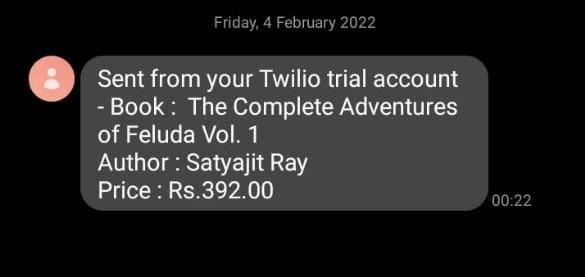 Friday, 4 February 2022
Sent from your Twilio trial account
- Book :  The Complete Adventures
of Feluda Vol. 1
Author : Satyajit Ray
Price : Rs.392.00
00:22